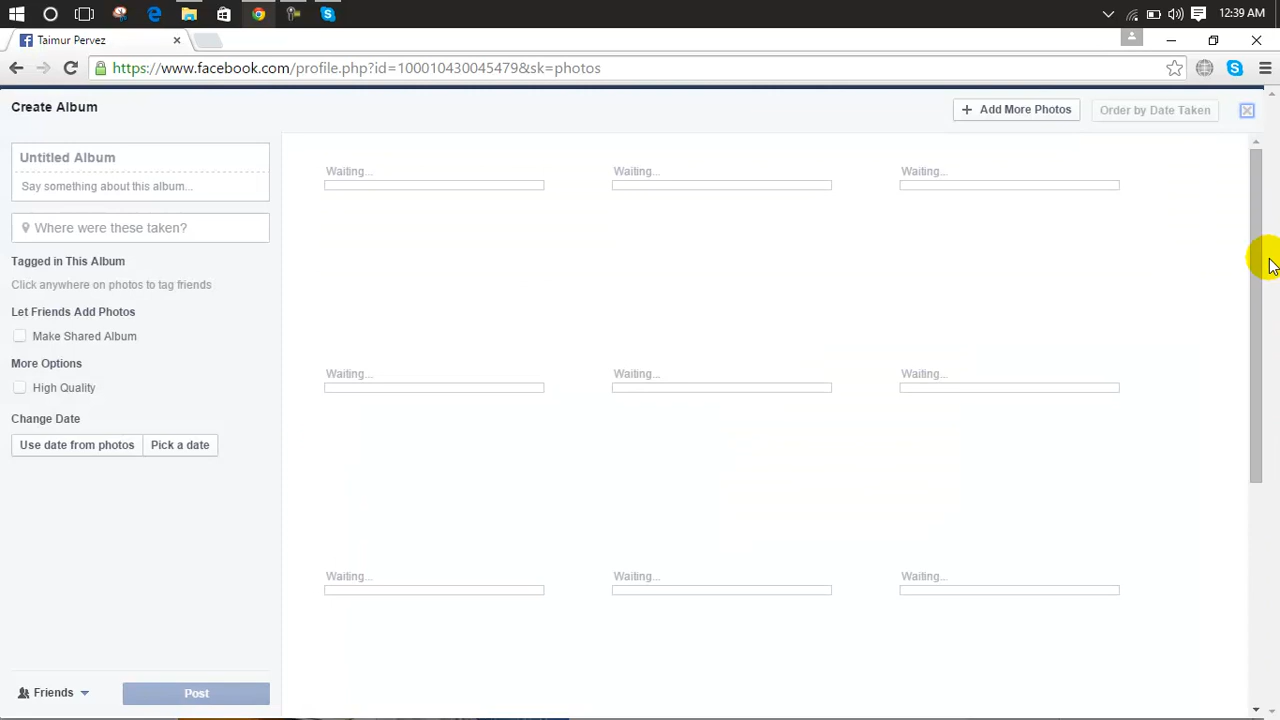 12:39 AM
Taimur Pervez
https://www.facebook.com/profile.php?id=100010430045479&sk=photos
Create Album
Add More Photos
Order by Date Taken
Untitled Album
Say something about this album...
Where were these taken?
Tagged in This Album
Click anywhere on photos to tag friends
Let Friends Add Photos
Make Shared Album
More Options
High Quality
Change Date
Use date from photos
Pick a date
Friends
Post
Waiting... Waiting... Waiting...
Waiting... Waiting... Waiting...
Waiting... Waiting... Waiting...